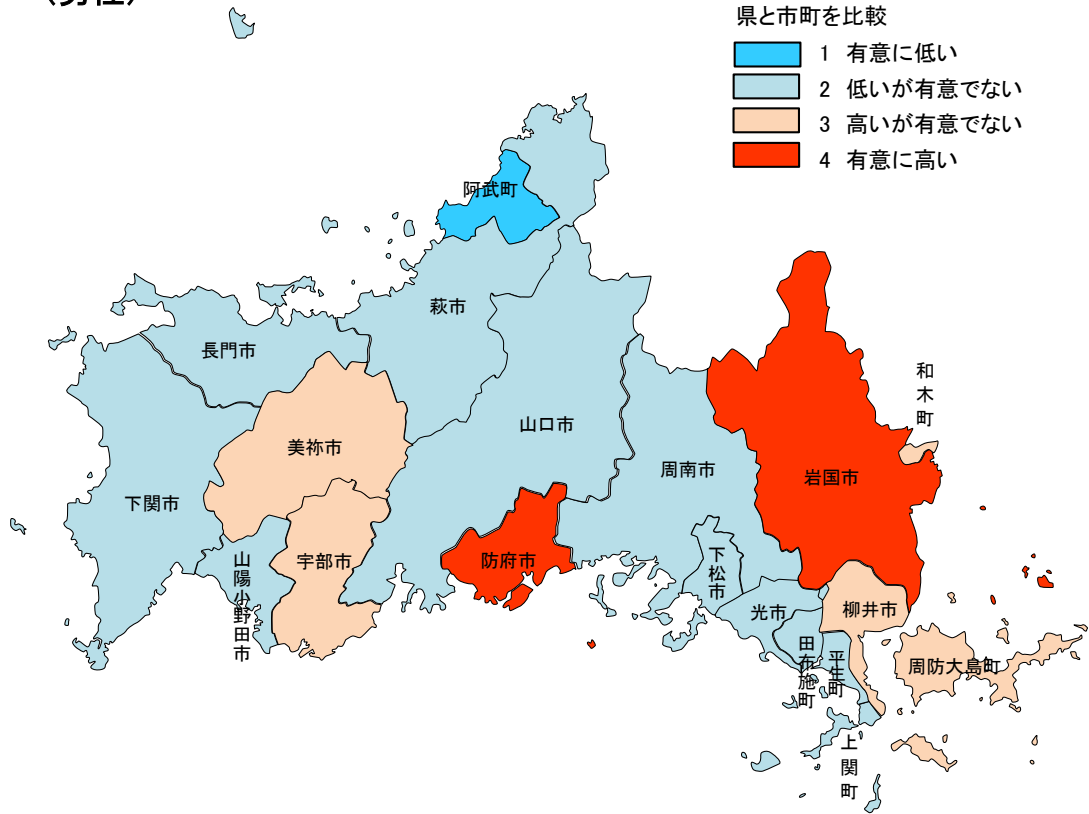 (男性)
県と市町を比較
1 有意に低い
2 低いが有意でない
3 高いが有意でない
4 有意に高い
阿武町
萩市
長門市
和木町
山口市
美祢市
周南市
岩国市
下関市
宇部市
防府市
山陽小野田市
下松市
光市
柳井市
田布施町
平生町
周防大島町
上関町